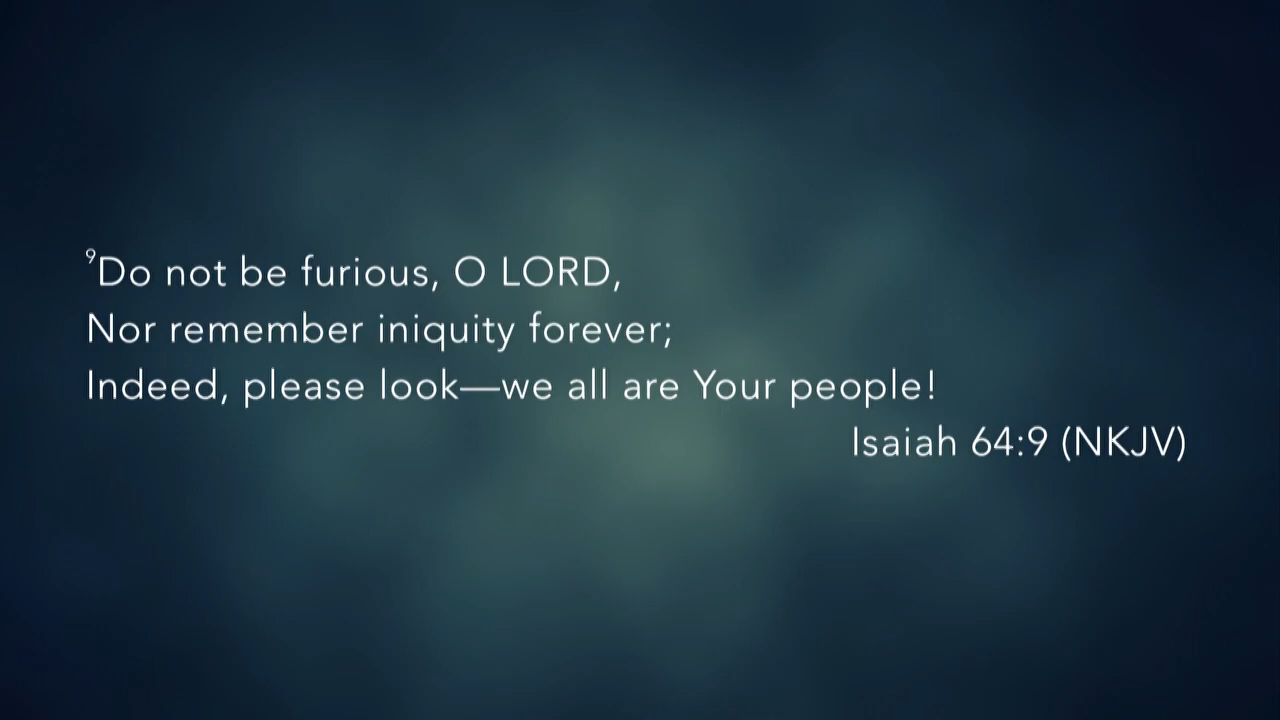 ⁹Do not be furious, O LORD,
Nor remember iniquity forever;
Indeed, please look—we all are Your people!
Isaiah 64:9 (NKJV)